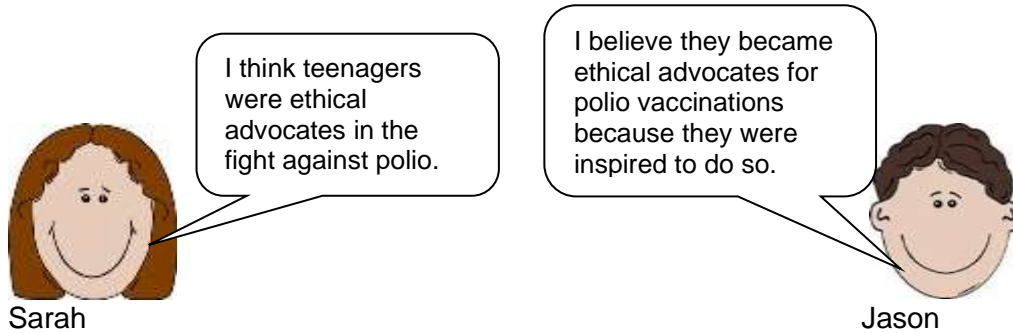 I think teenagers
were ethical
advocates in the
fight against polio.
I believe they became
ethical advocates for
polio vaccinations
because they were
inspired to do so.
Sarah
Jason